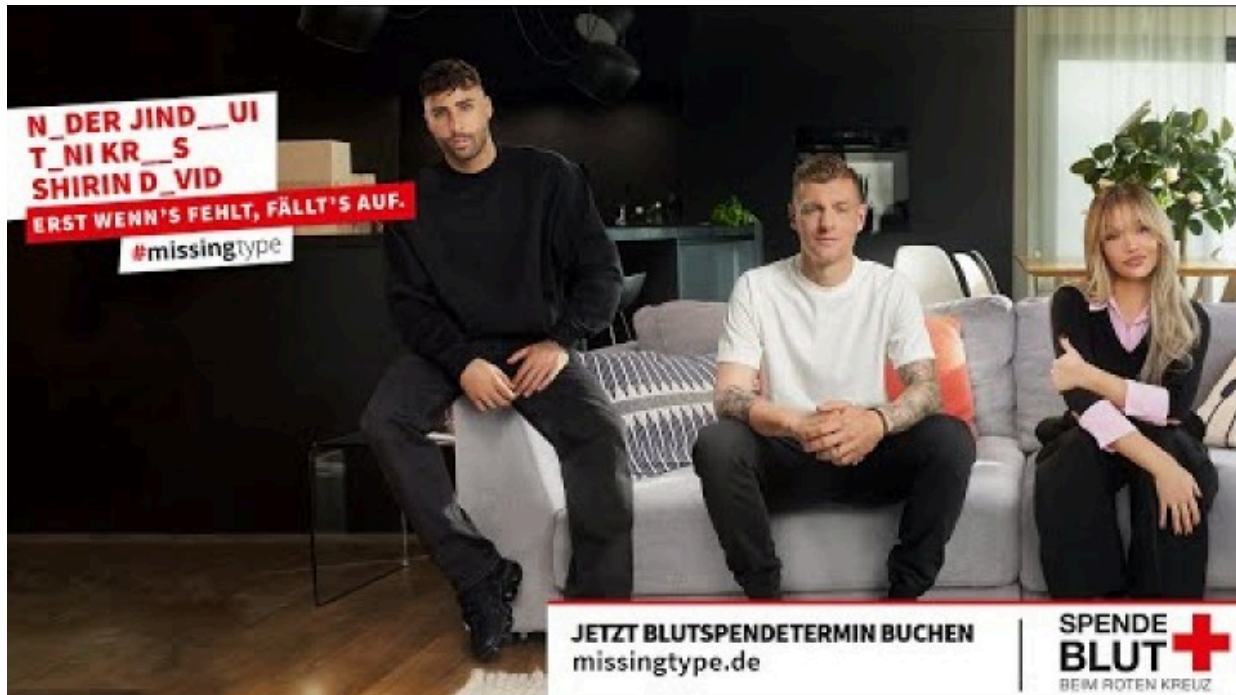 N_DER JIND__UI
T_NI KR__S
SHIRIN D_VID
ERST WENN'S FEHLT, FÄLLT'S AUF.
#missingtype
JETZT BLUTSPENDETERMIN BUCHEN
missingtype.de
SPENDE
BLUT
BEIM ROTEN KREUZ